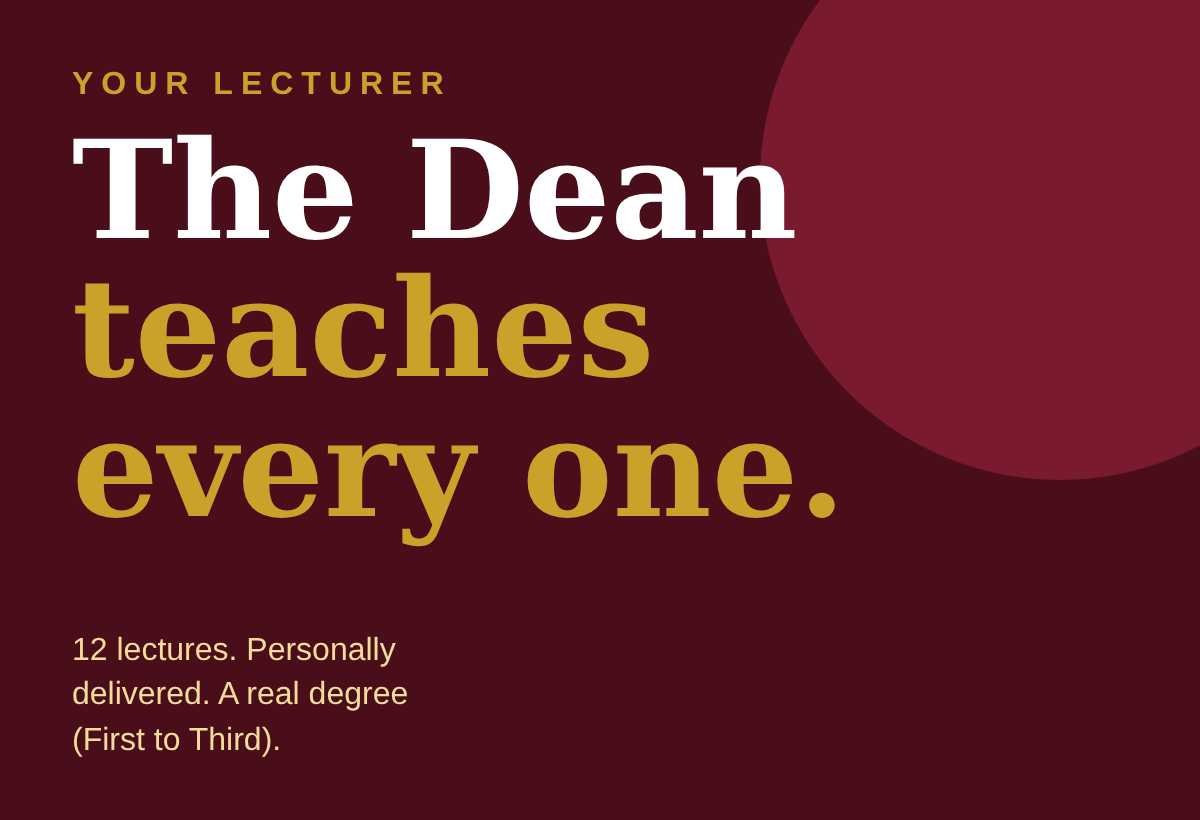 YOUR LECTURER
The Dean
teaches
every one.
12 lectures. Personally
delivered. A real degree
(First to Third).